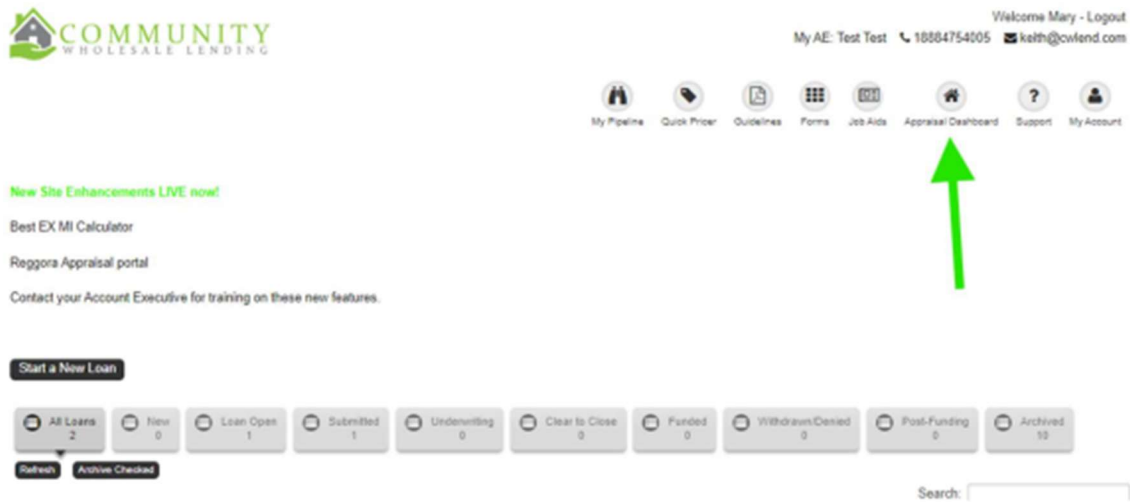 COMMUNITY
WHOLESALE LENDING
Welcome Mary - Logout
My AE: Test Test 18884754005 keith@cwlend.com
My Pipeline Quick Pricer Guidelines Forms Job Aids Appraisal Dashboard Support My Account
New Site Enhancements LIVE now!
Best EX MI Calculator
Reggora Appraisal portal
Contact your Account Executive for training on these new features.
Start a New Loan
All Loans New Loan Open Submitted Underwriting Clear to Close Funded Withdrawn/Denied Post-Funding Archived
2 0 1 1 0 0 0 0 0 10
Refresh Archive Checked
Search: